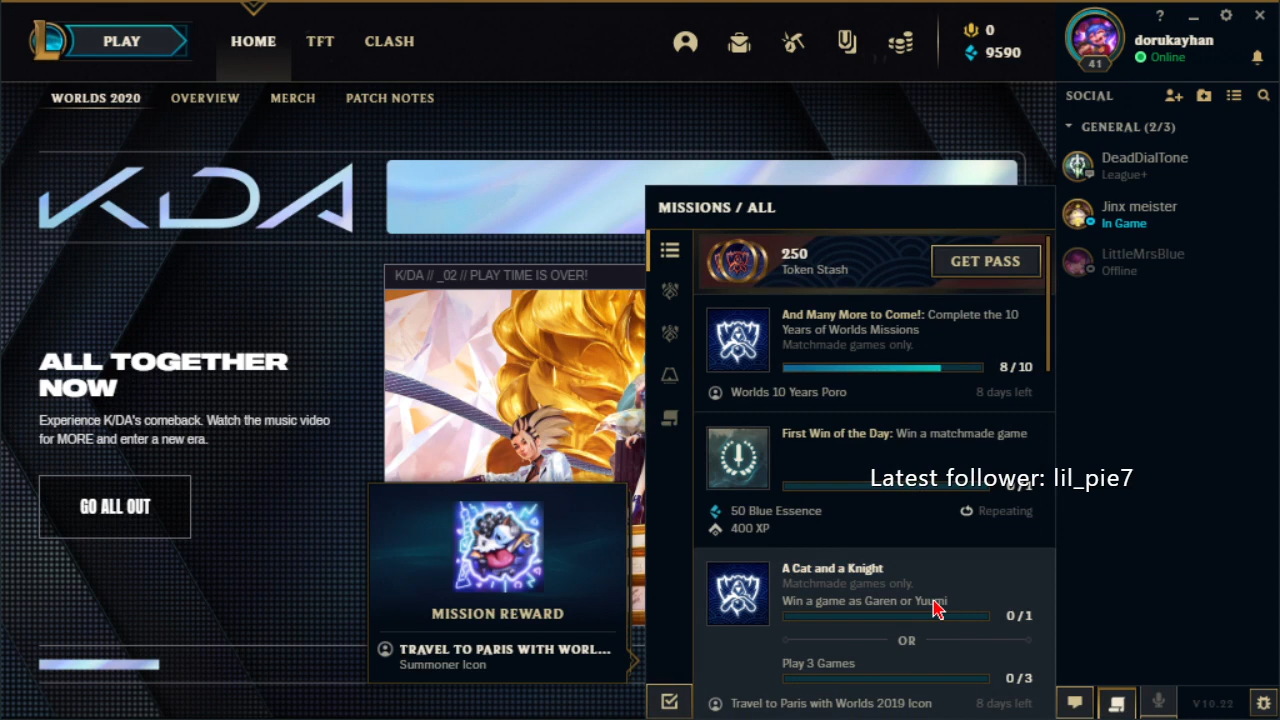 PLAY
HOME
TFT
CLASH
0
9590
41
dorukayhan
Online
?
WORLDS 2020
OVERVIEW
MERCH
PATCH NOTES
SOCIAL
GENERAL (2/3)
DeadDialTone
League+
Jinx meister
In Game
LittleMrsBlue
Offline
K/DA
K/DA // _02 // PLAY TIME IS OVER!
ALL TOGETHER
NOW
Experience K/DA's comeback. Watch the music video
for MORE and enter a new era.
GO ALL OUT
MISSION REWARD
TRAVEL TO PARIS WITH WORL...
Summoner Icon
MISSIONS / ALL
250
Token Stash
GET PASS
And Many More to Come!: Complete the 10
Years of Worlds Missions
Matchmade games only.
8 / 10
Worlds 10 Years Poro
8 days left
First Win of the Day: Win a matchmade game
Latest follower: lil_pie7
0 / 1
50 Blue Essence
Repeating
400 XP
A Cat and a Knight
Matchmade games only.
Win a game as Garen or Yuumi
0 / 1
OR
Play 3 Games
0 / 3
Travel to Paris with Worlds 2019 Icon
8 days left
V10.22